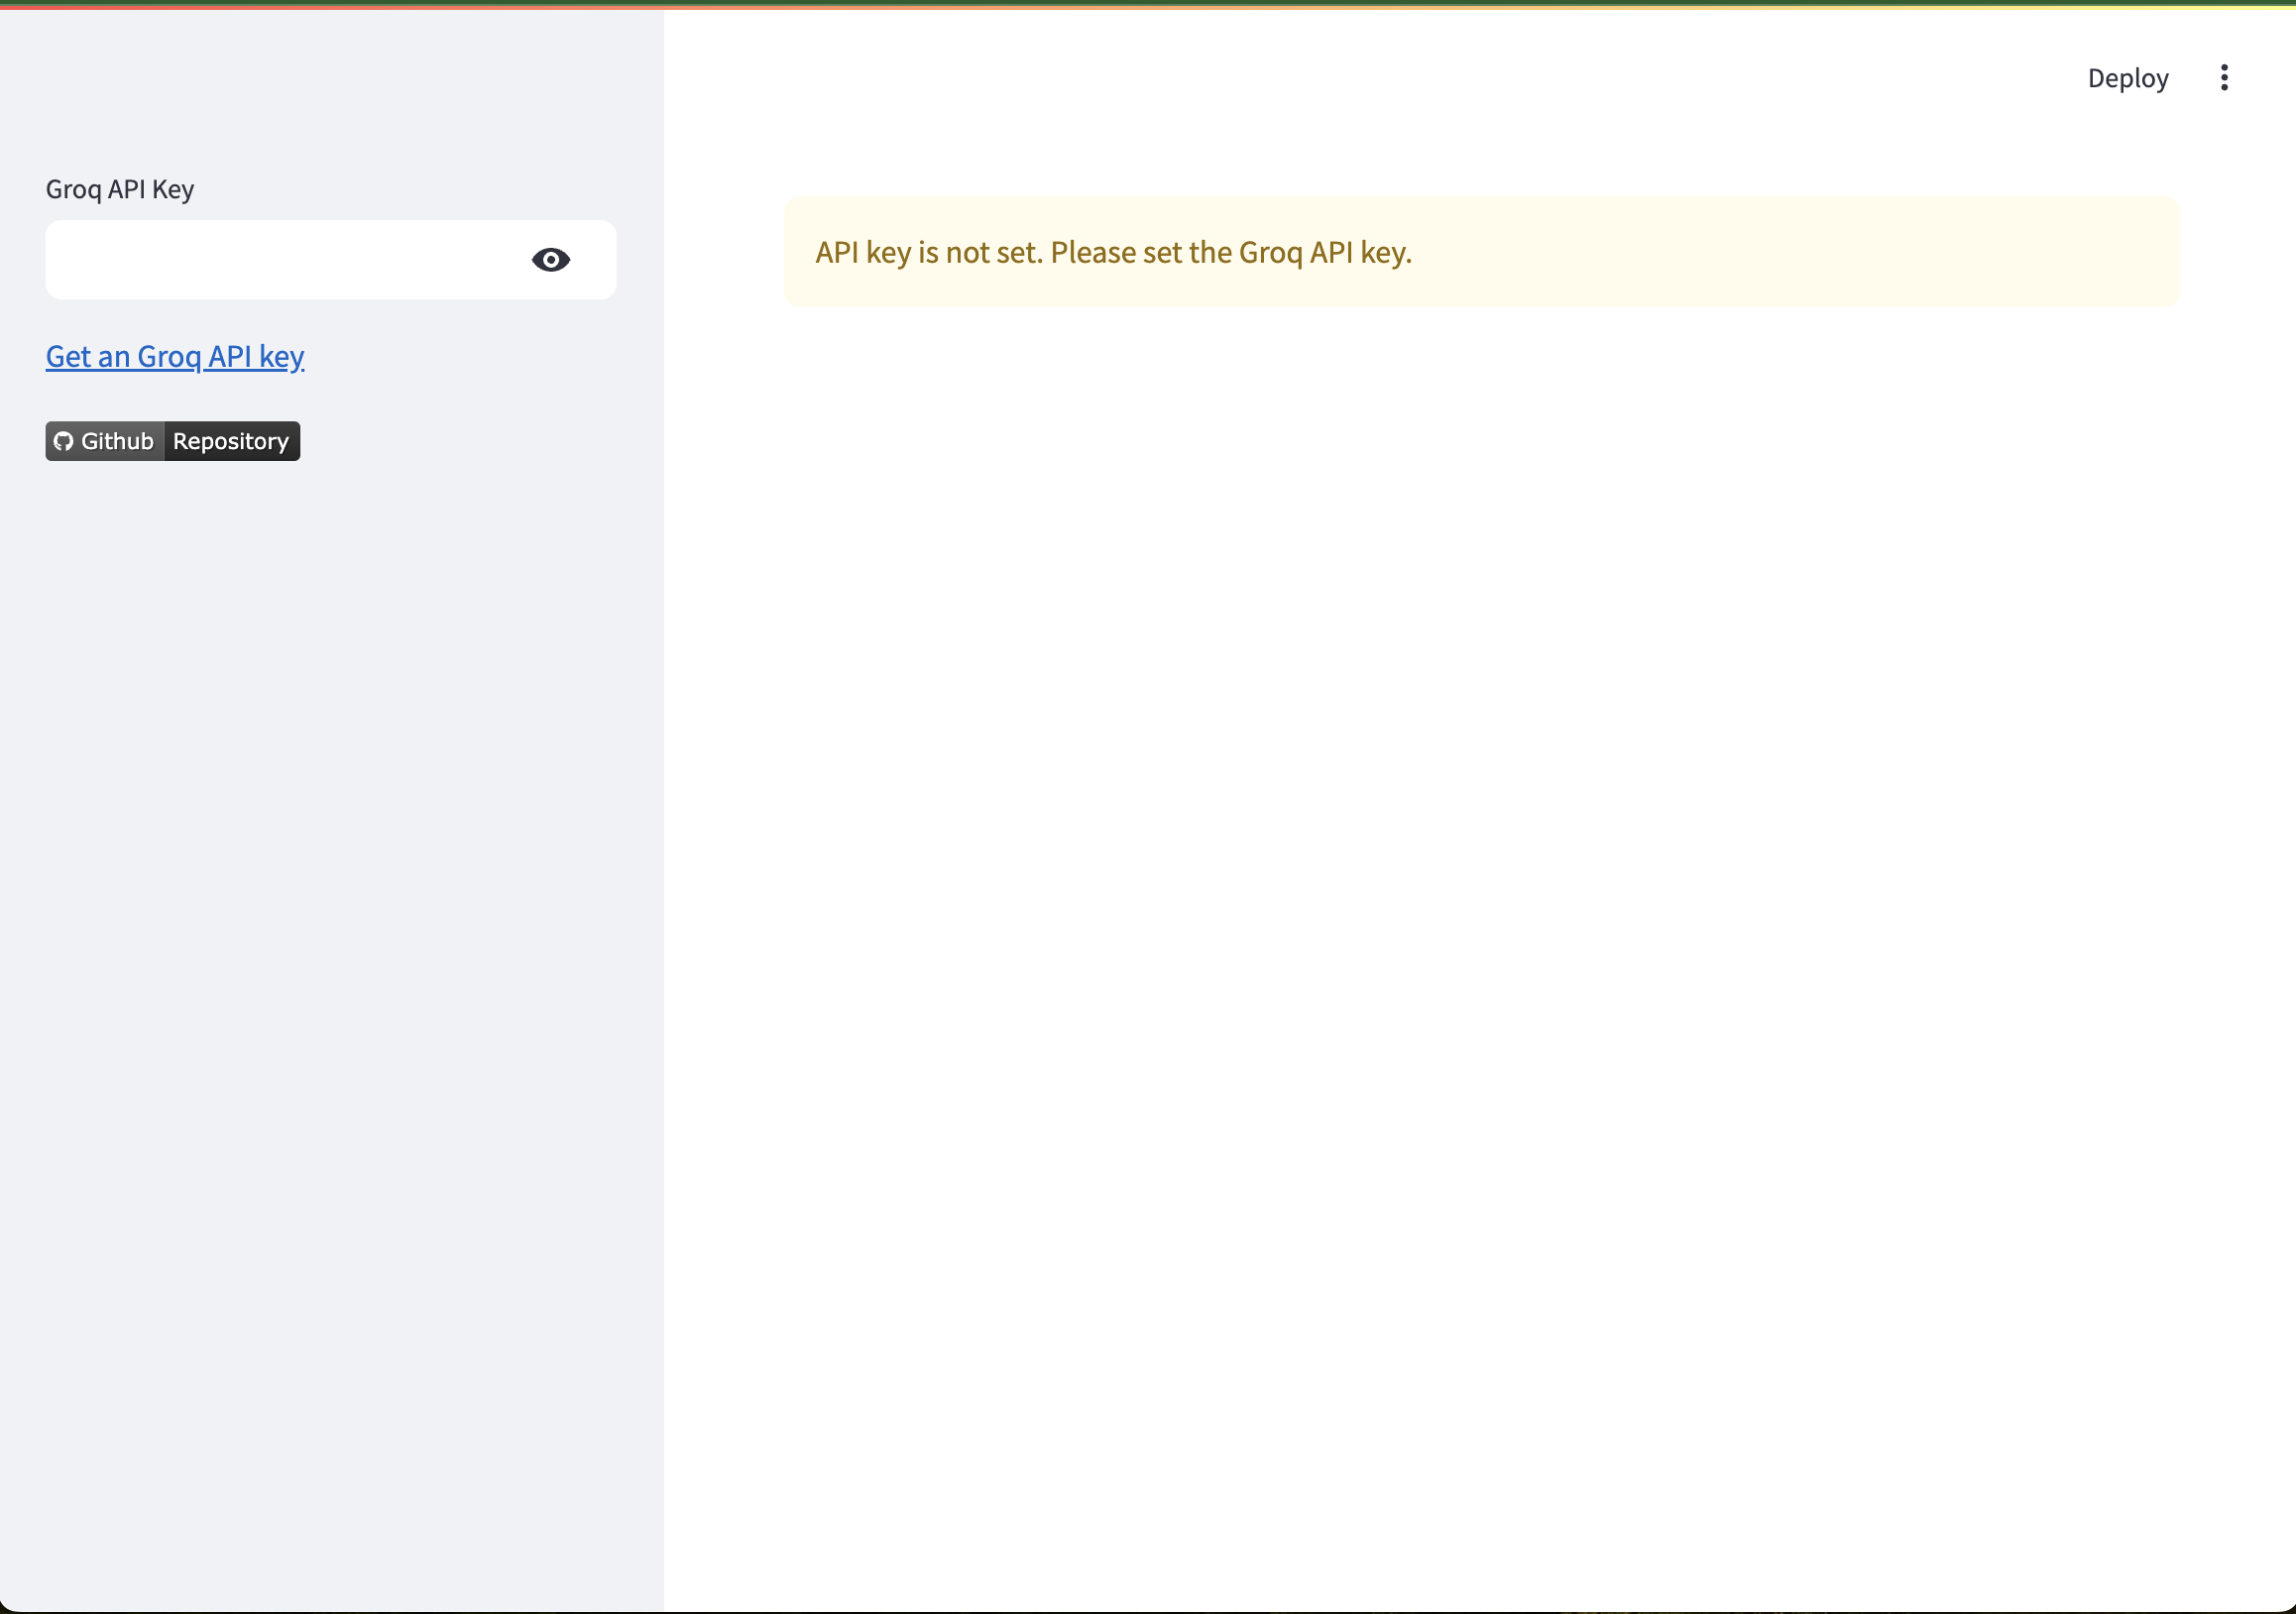 Deploy
Groq API Key
Get an Groq API key
Github Repository
API key is not set. Please set the Groq API key.